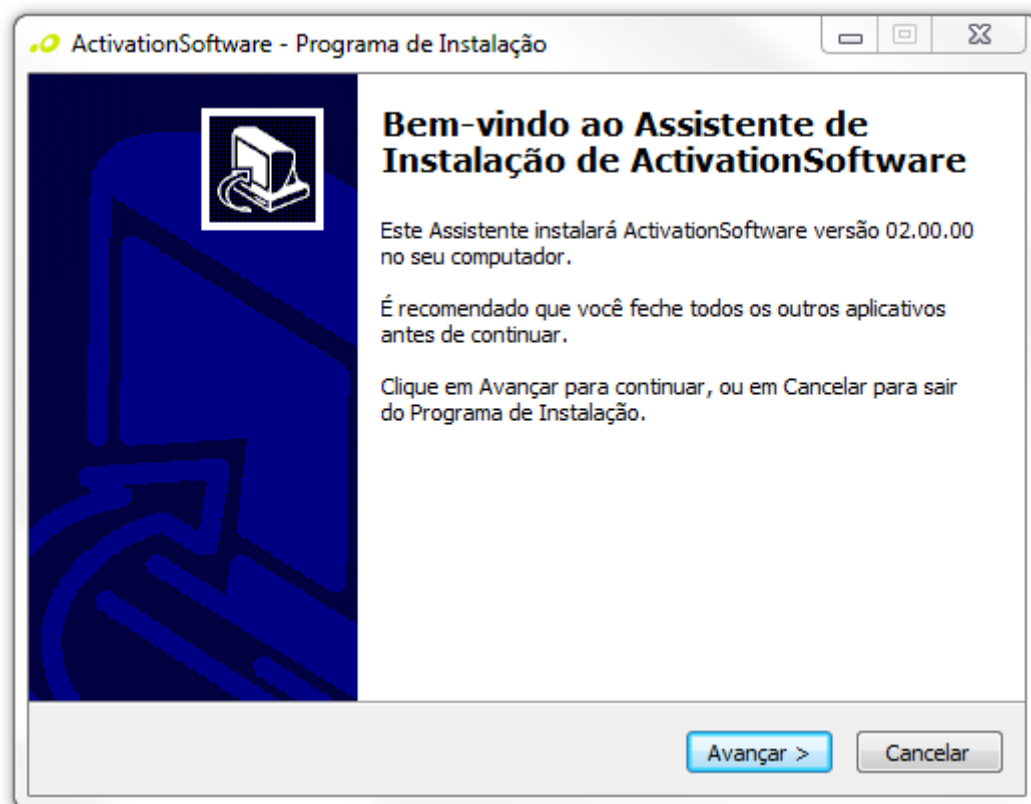 ActivationSoftware - Programa de Instalação
Bem-vindo ao Assistente de
Instalação de ActivationSoftware
Este Assistente instalará ActivationSoftware versão 02.00.00
no seu computador.
É recomendado que você feche todos os outros aplicativos
antes de continuar.
Clique em Avançar para continuar, ou em Cancelar para sair
do Programa de Instalação.
Avançar >
Cancelar